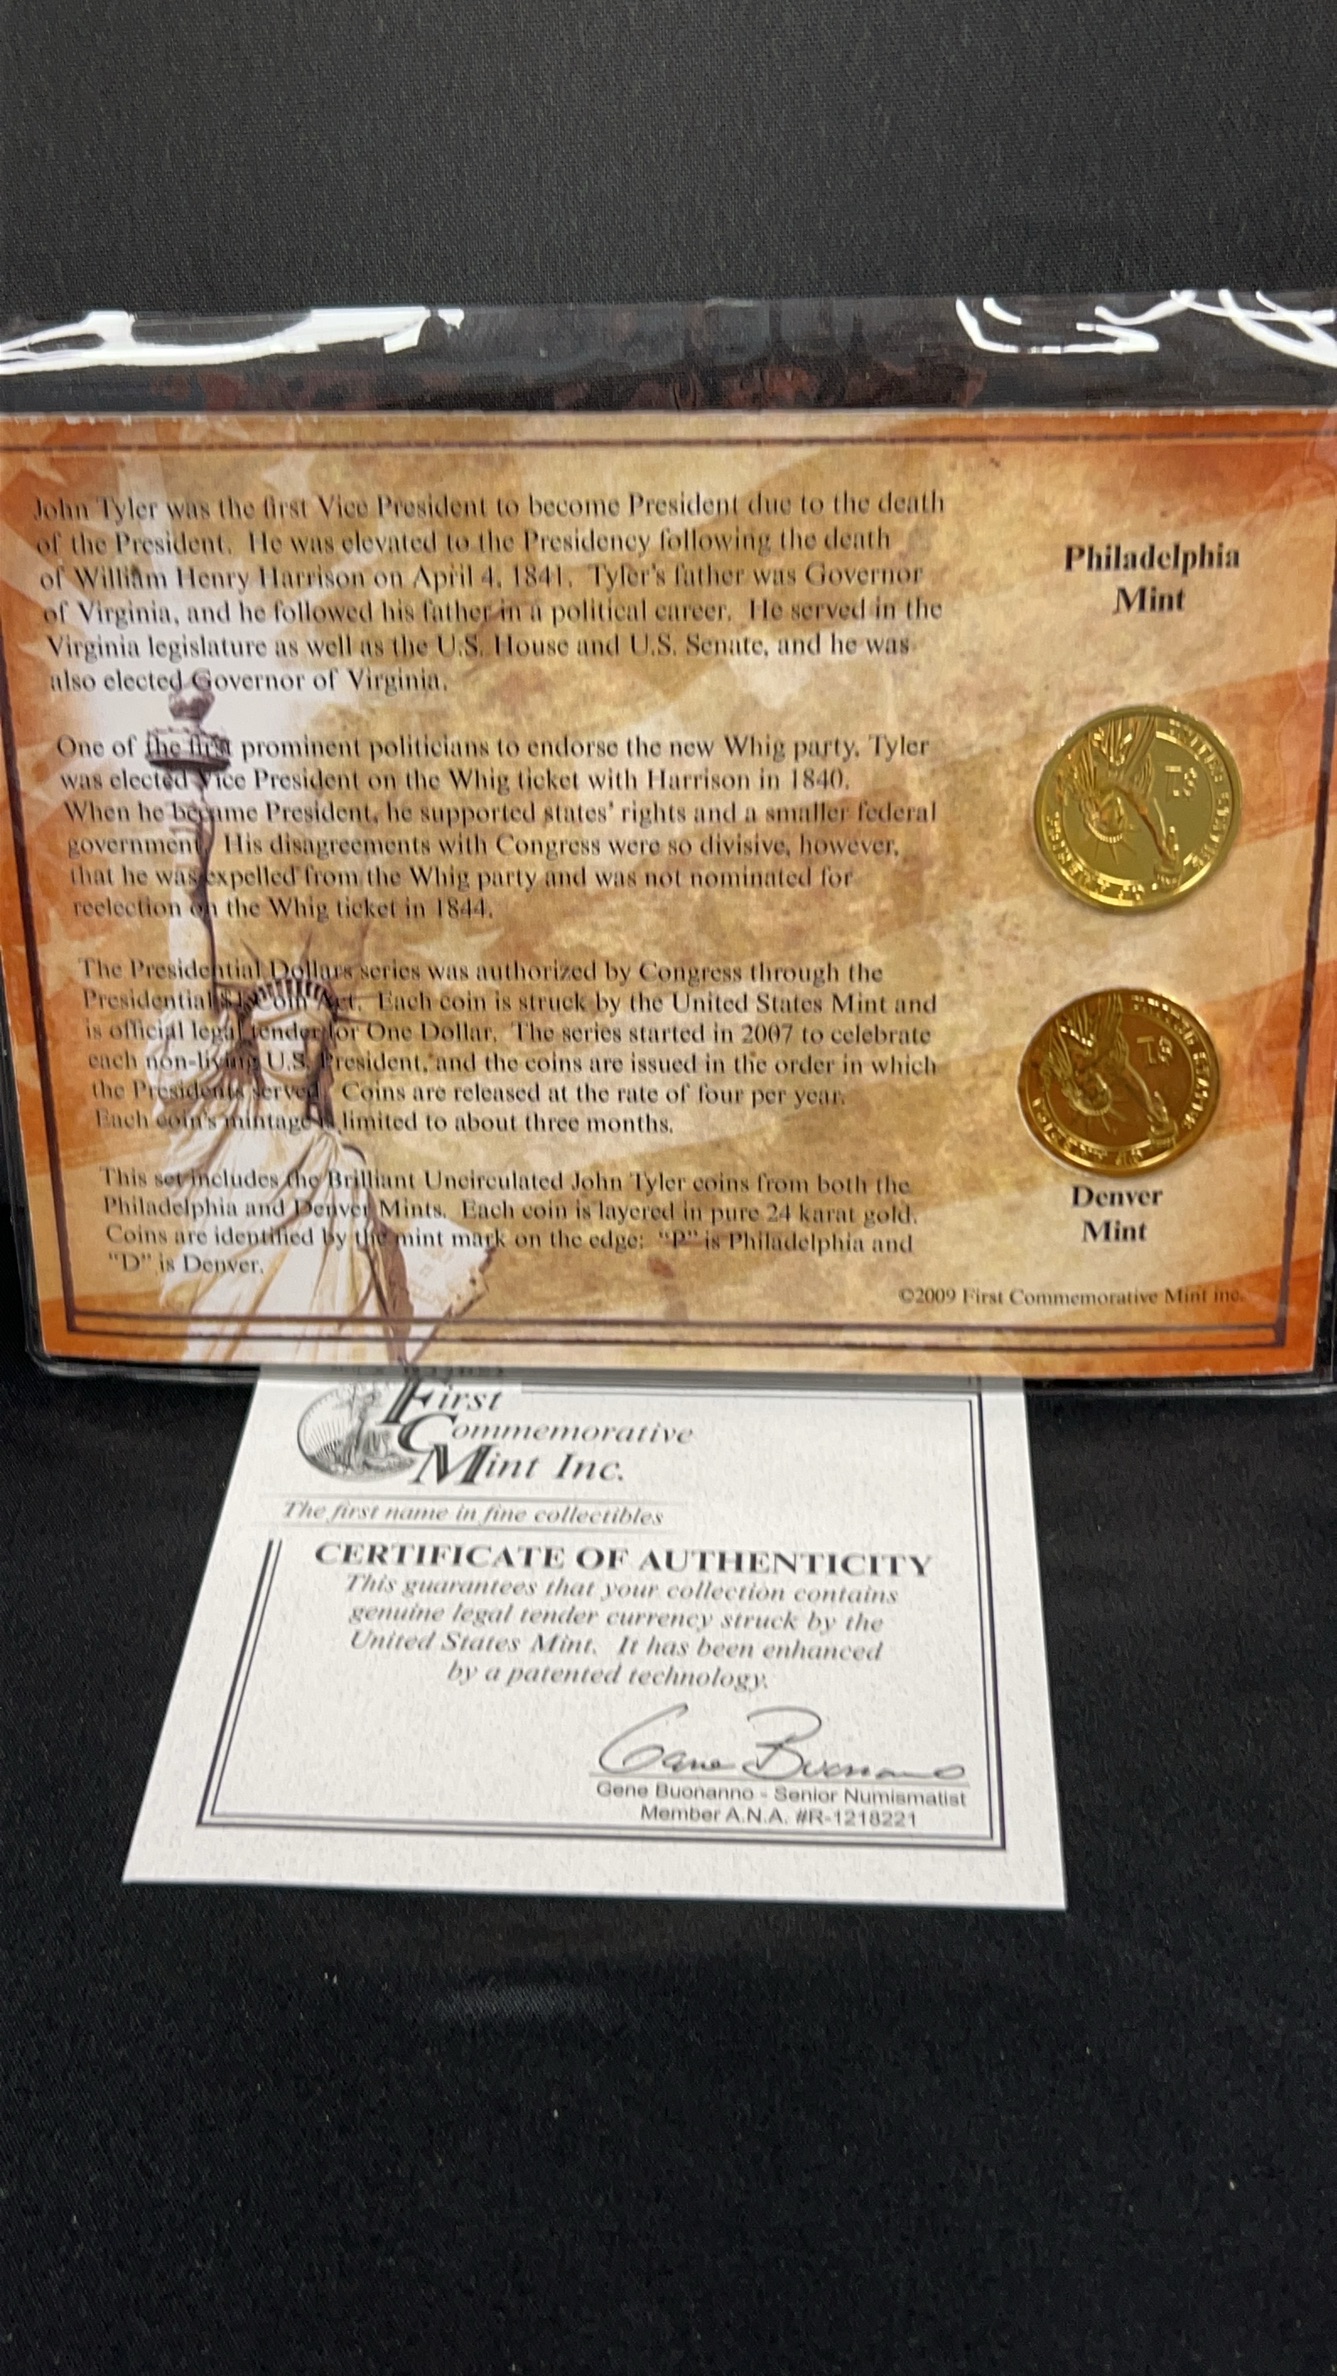 John Tyler was the first Vice President to become President due to the death
of the President. He was elevated to the Presidency following the death
of William Henry Harrison on April 4, 1841. Tyler's father was Governor
of Virginia, and he followed his father in a political career. He served in the
Virginia legislature as well as the U.S. House and U.S. Senate, and he was
also elected Governor of Virginia.
One of the first prominent politicians to endorse the new Whig party, Tyler
was elected Vice President on the Whig ticket with Harrison in 1840.
When he became President, he supported states' rights and a smaller federal
government. His disagreements with Congress were so divisive, however,
that he was expelled from the Whig party and was not nominated for
reelection on the Whig ticket in 1844.
The Presidential Dollars series was authorized by Congress through the
Presidential $1 Coin Act. Each coin is struck by the United States Mint and
is official legal tender for One Dollar. The series started in 2007 to celebrate
each non-living U.S. President, and the coins are issued in the order in which
the Presidents served. Coins are released at the rate of four per year.
Each coin's mintage is limited to about three months.
This set includes the Brilliant Uncirculated John Tyler coins from both the
Philadelphia and Denver Mints. Each coin is layered in pure 24 karat gold.
Coins are identified by the mint mark on the edge: "P" is Philadelphia and
"D" is Denver.
Philadelphia
Mint
UNITED STATES OF AMERICA
$1
UNITED STATES OF AMERICA
$1
Denver
Mint
©2009 First Commemorative Mint inc.
First
Commemorative
Mint Inc.
The first name in fine collectibles
CERTIFICATE OF AUTHENTICITY
This guarantees that your collection contains
genuine legal tender currency struck by the
United States Mint. It has been enhanced
by a patented technology.
Gene Buonanno
Gene Buonanno - Senior Numismatist
Member A.N.A. #R-1218221